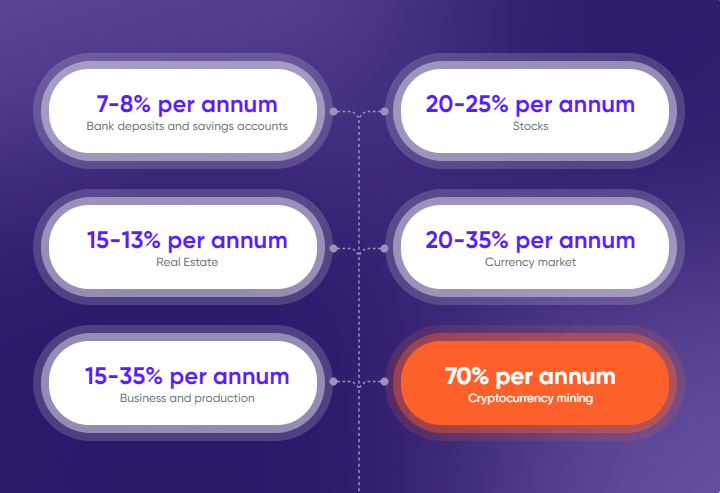 7-8% per annum
Bank deposits and savings accounts
20-25% per annum
Stocks
15-13% per annum
Real Estate
20-35% per annum
Currency market
15-35% per annum
Business and production
70% per annum
Cryptocurrency mining